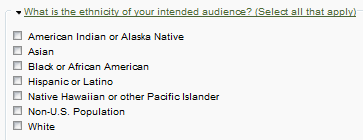 What is the ethnicity of your intended audience? (Select all that apply)
American Indian or Alaska Native
Asian
Black or African American
Hispanic or Latino
Native Hawaiian or other Pacific Islander
Non-U.S. Population
White